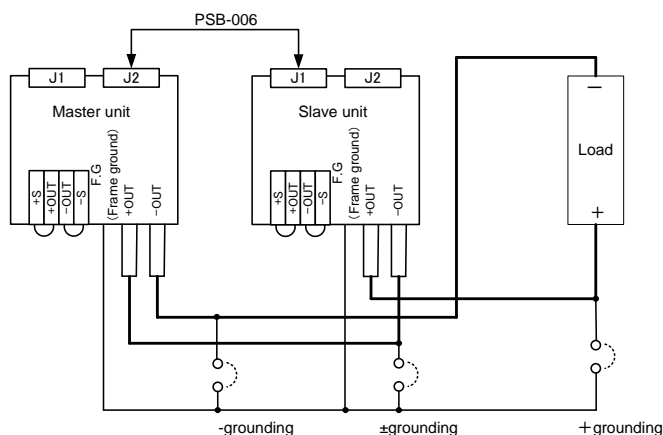 PSB-006
J1
J2
J1
J2
Master unit
Slave unit
−
Load
+
+S
+OUT
−OUT
−S
F.G
(Frame ground)
+OUT
−OUT
+S
+OUT
−OUT
−S
F.G
(Frame ground)
+OUT
−OUT
-grounding
±grounding
＋grounding